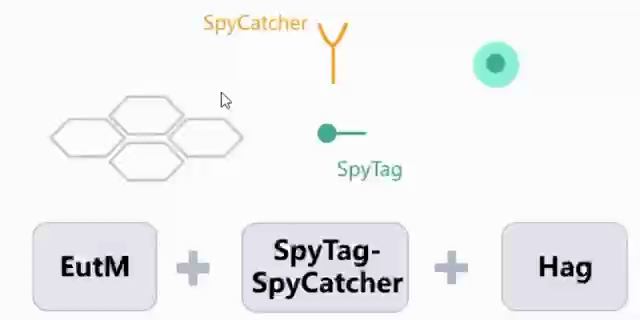 SpyCatcher
SpyTag
EutM
SpyTag-
SpyCatcher
Hag